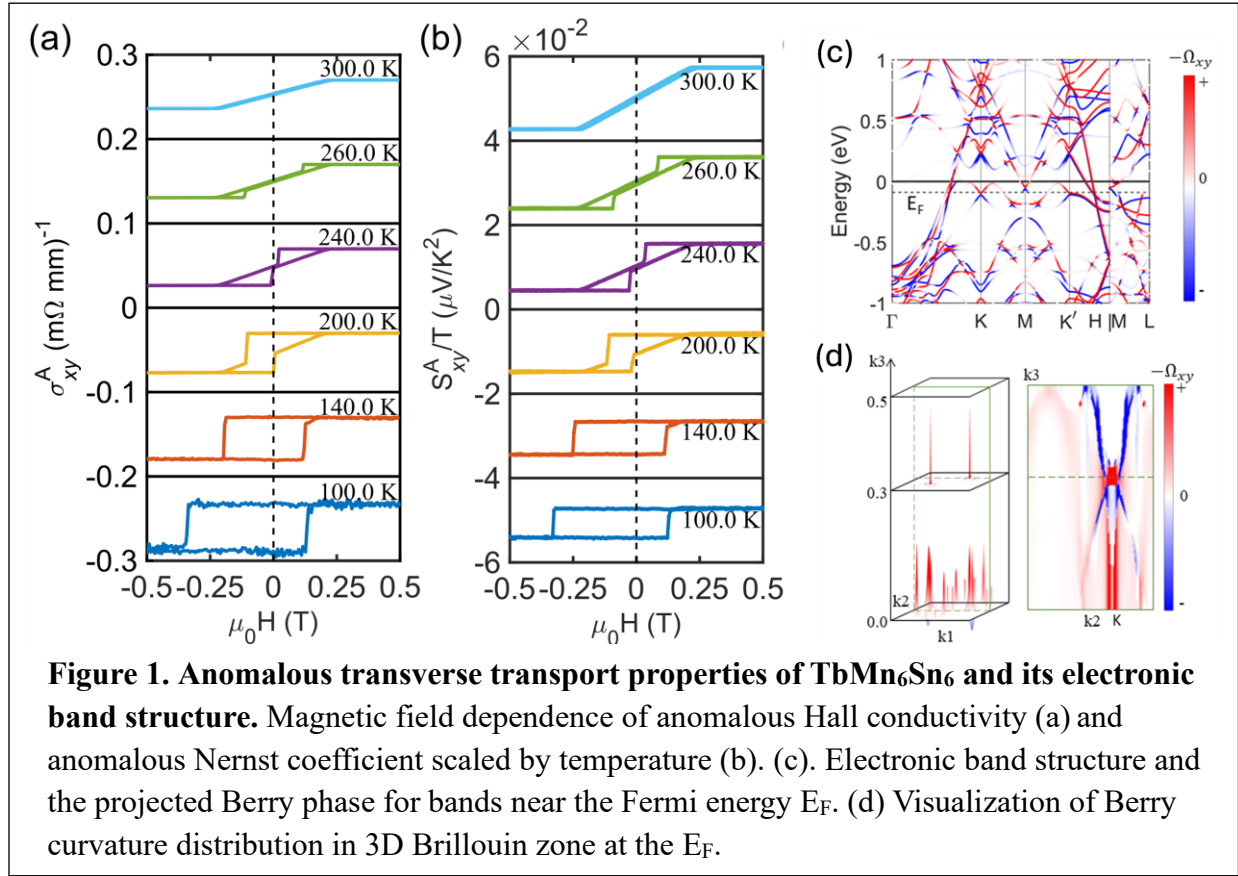 (a)
0.3
300.0 K
0.2
260.0 K
0.1
240.0 K
0
200.0 K
-0.1
140.0 K
-0.2
100.0 K
-0.3
σ^A_xy (mΩ mm)^-1
-0.5 -0.25 0 0.25 0.5
μ₀H (T)
(b)
×10^-2
6
300.0 K
4
260.0 K
2
240.0 K
0
200.0 K
-2
140.0 K
-4
100.0 K
-6
S^A_xy/T (μV/K²)
-0.5 -0.25 0 0.25 0.5
μ₀H (T)
(c)
−Ω_xy
+
0
-
Energy (eV)
1
0.5
0
E_F
-0.5
-1
Γ K M K′ H |M L
(d)
k3
0.5
0.3
k2
0.0
k1
k3
k2 K
−Ω_xy
+
0
-
Figure 1. Anomalous transverse transport properties of TbMn₆Sn₆ and its electronic
band structure. Magnetic field dependence of anomalous Hall conductivity (a) and
anomalous Nernst coefficient scaled by temperature (b). (c). Electronic band structure and
the projected Berry phase for bands near the Fermi energy E_F. (d) Visualization of Berry
curvature distribution in 3D Brillouin zone at the E_F.